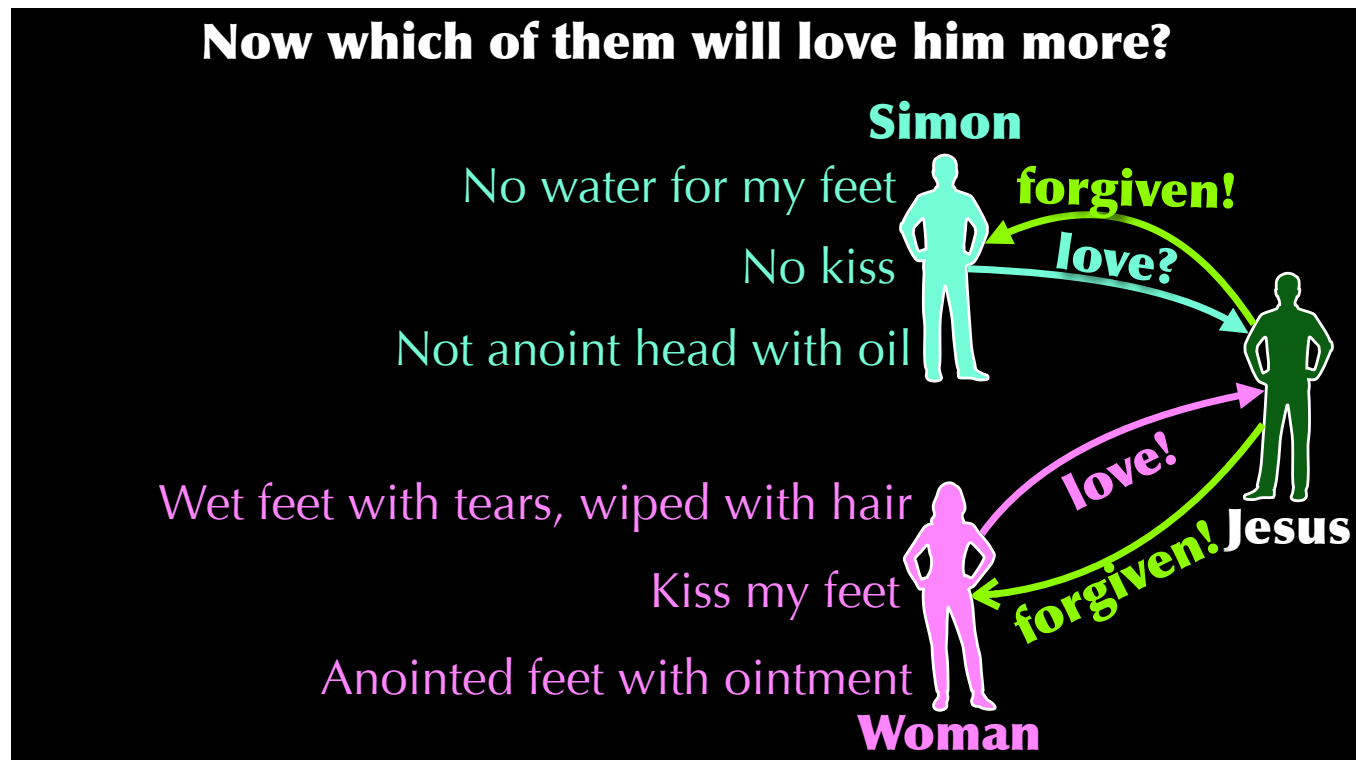 Now which of them will love him more?
Simon
No water for my feet
forgiven!
No kiss
love?
Not anoint head with oil
love!
Wet feet with tears, wiped with hair
Jesus
Kiss my feet
forgiven!
Anointed feet with ointment
Woman